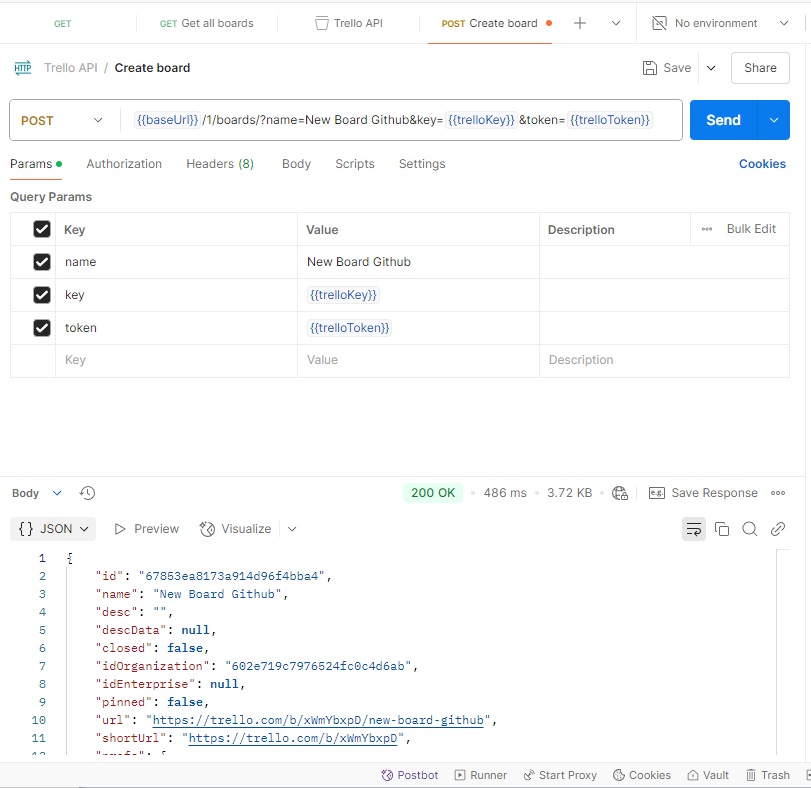 GET GET Get all boards Trello API POST Create board No environment
HTTP Trello API / Create board Save Share
POST {{baseUrl}} /1/boards/?name=New Board Github&key= {{trelloKey}} &token= {{trelloToken}} Send
Params Authorization Headers (8) Body Scripts Settings Cookies
Query Params
Key Value Description Bulk Edit
name New Board Github
key {{trelloKey}}
token {{trelloToken}}
Key Value Description
Body 200 OK 486 ms 3.72 KB e.g. Save Response
{} JSON Preview Visualize
1 {
2 "id": "67853ea8173a914d96f4bba4",
3 "name": "New Board Github",
4 "desc": "",
5 "descData": null,
6 "closed": false,
7 "idOrganization": "602e719c7976524fc0c4d6ab",
8 "idEnterprise": null,
9 "pinned": false,
10 "url": "https://trello.com/b/xWmYbxpD/new-board-github",
11 "shortUrl": "https://trello.com/b/xWmYbxpD",
Postbot Runner Start Proxy Cookies Vault Trash